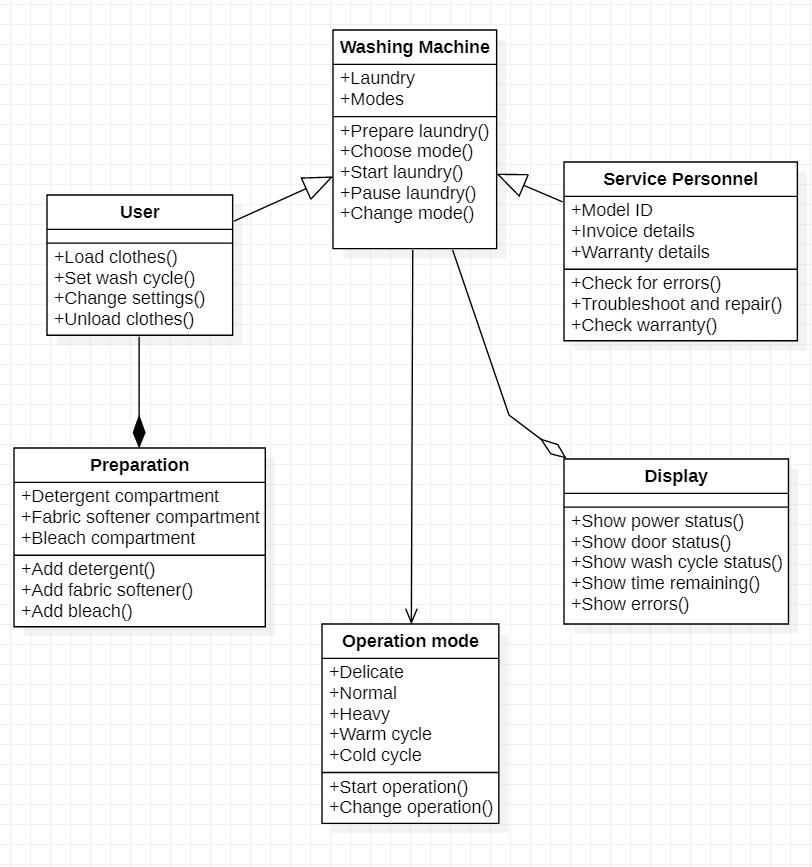 Washing Machine
+Laundry
+Modes
+Prepare laundry()
+Choose mode()
+Start laundry()
+Pause laundry()
+Change mode()
Service Personnel
+Model ID
+Invoice details
+Warranty details
+Check for errors()
+Troubleshoot and repair()
+Check warranty()
User
+Load clothes()
+Set wash cycle()
+Change settings()
+Unload clothes()
Preparation
+Detergent compartment
+Fabric softener compartment
+Bleach compartment
+Add detergent()
+Add fabric softener()
+Add bleach()
Display
+Show power status()
+Show door status()
+Show wash cycle status()
+Show time remaining()
+Show errors()
Operation mode
+Delicate
+Normal
+Heavy
+Warm cycle
+Cold cycle
+Start operation()
+Change operation()